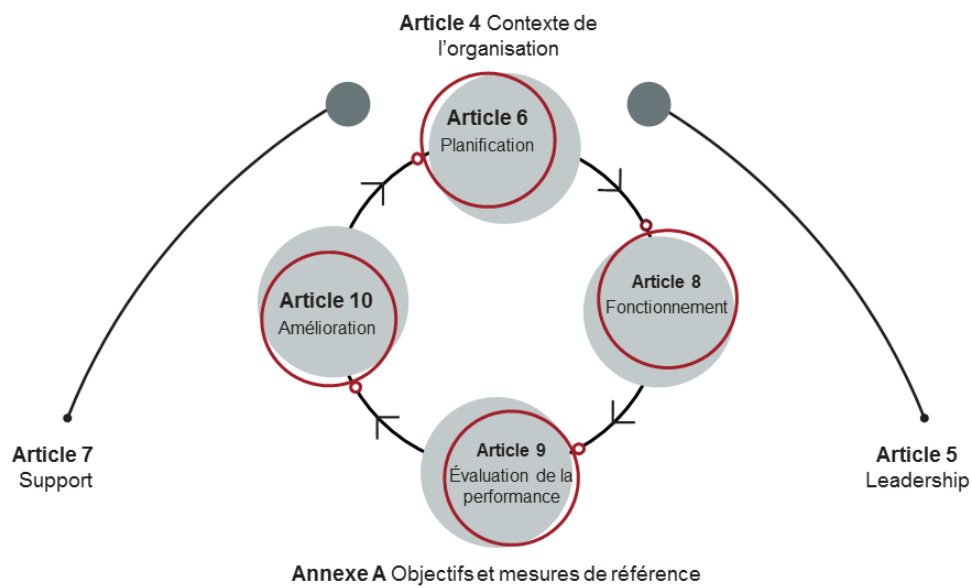 Article 4 Contexte de
l’organisation
Article 6
Planification
Article 8
Fonctionnement
Article 10
Amélioration
Article 9
Évaluation de la
performance
Article 7
Support
Article 5
Leadership
Annexe A Objectifs et mesures de référence